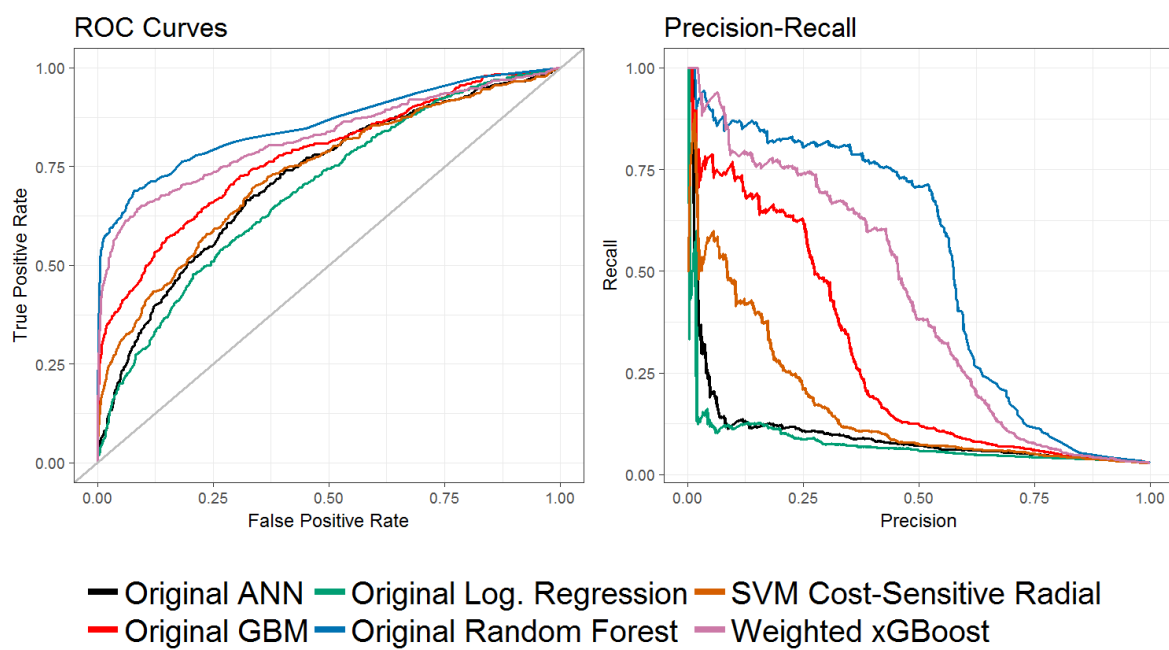 ROC Curves
1.00
0.75
0.50
0.25
0.00
True Positive Rate
0.00 0.25 0.50 0.75 1.00
False Positive Rate
Precision-Recall
1.00
0.75
0.50
0.25
0.00
Recall
0.00 0.25 0.50 0.75 1.00
Precision
Original ANN Original Log. Regression SVM Cost-Sensitive Radial
Original GBM Original Random Forest Weighted xGBoost